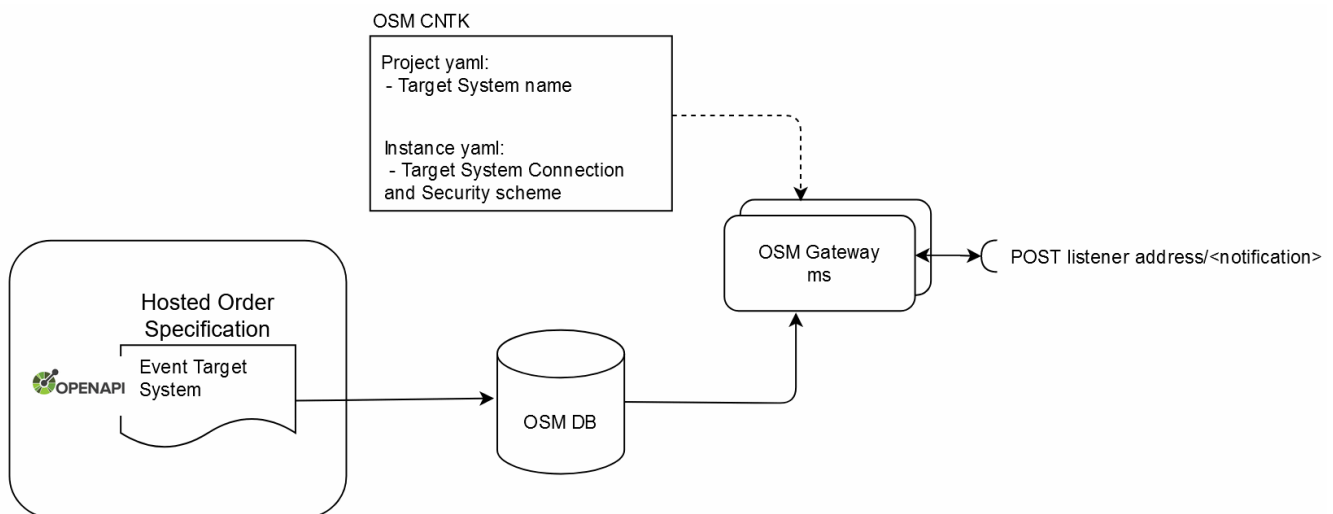 OSM CNTK
Project yaml:
- Target System name
Instance yaml:
- Target System Connection
and Security scheme
OSM Gateway
ms
POST listener address/<notification>
Hosted Order
Specification
Event Target
System
OPENAPI
OSM DB